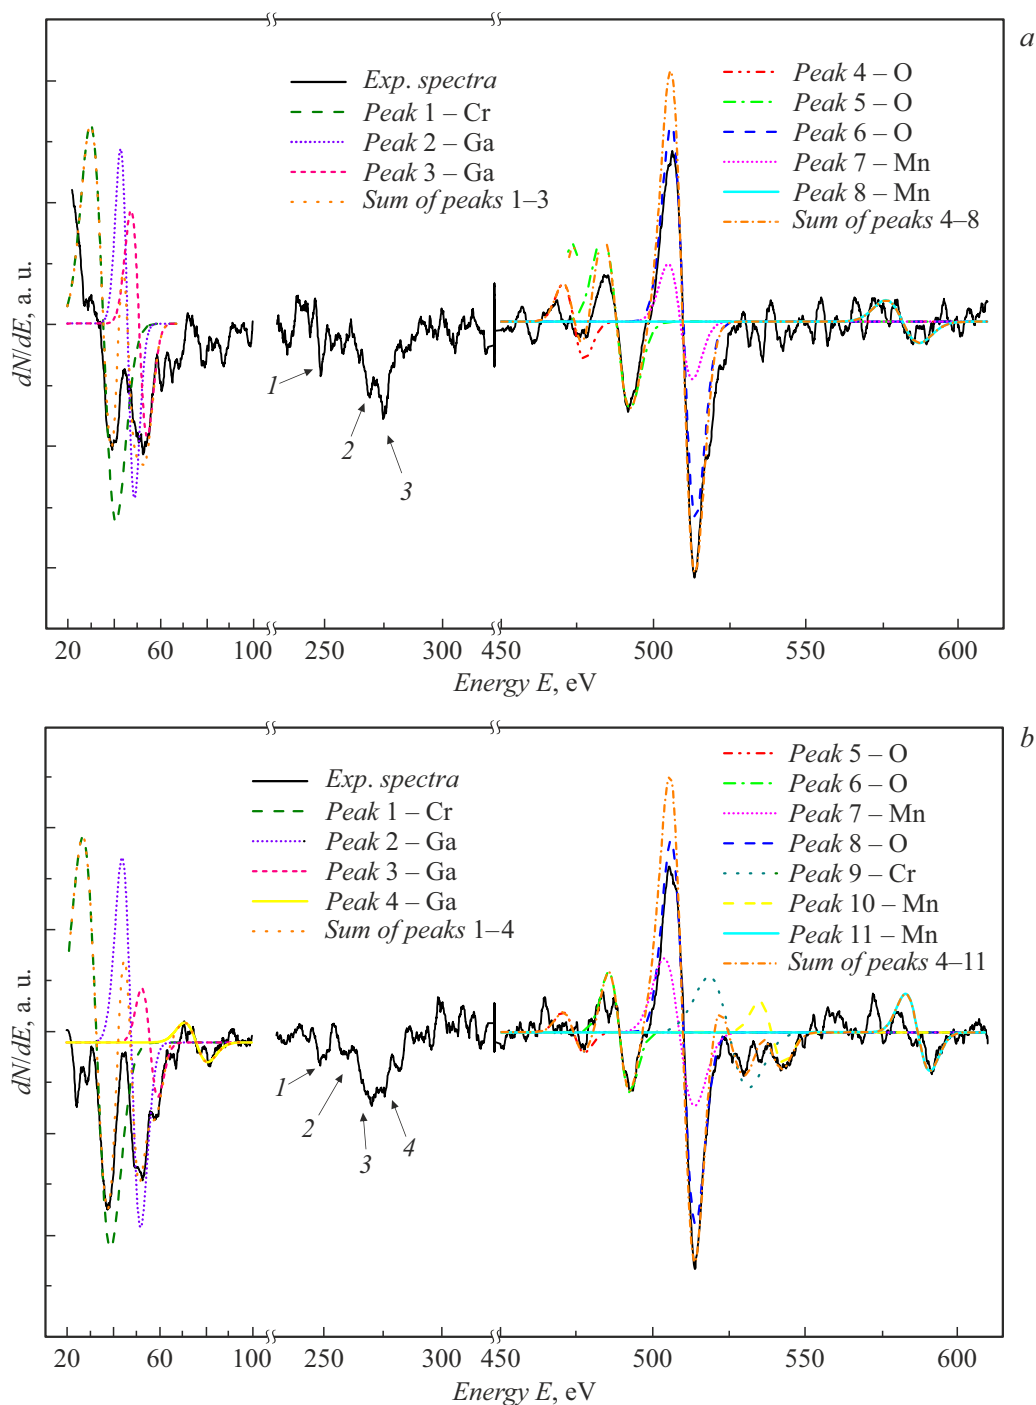 a
Exp. spectra
Peak 1 – Cr
Peak 2 – Ga
Peak 3 – Ga
Sum of peaks 1–3
Peak 4 – O
Peak 5 – O
Peak 6 – O
Peak 7 – Mn
Peak 8 – Mn
Sum of peaks 4–8
dN/dE, a. u.
1
2
3
20 60 100 250 300 450 500 550 600
Energy E, eV
b
Exp. spectra
Peak 1 – Cr
Peak 2 – Ga
Peak 3 – Ga
Peak 4 – Ga
Sum of peaks 1–4
Peak 5 – O
Peak 6 – O
Peak 7 – Mn
Peak 8 – O
Peak 9 – Cr
Peak 10 – Mn
Peak 11 – Mn
Sum of peaks 4–11
dN/dE, a. u.
1
2
3
4
20 60 100 250 300 450 500 550 600
Energy E, eV